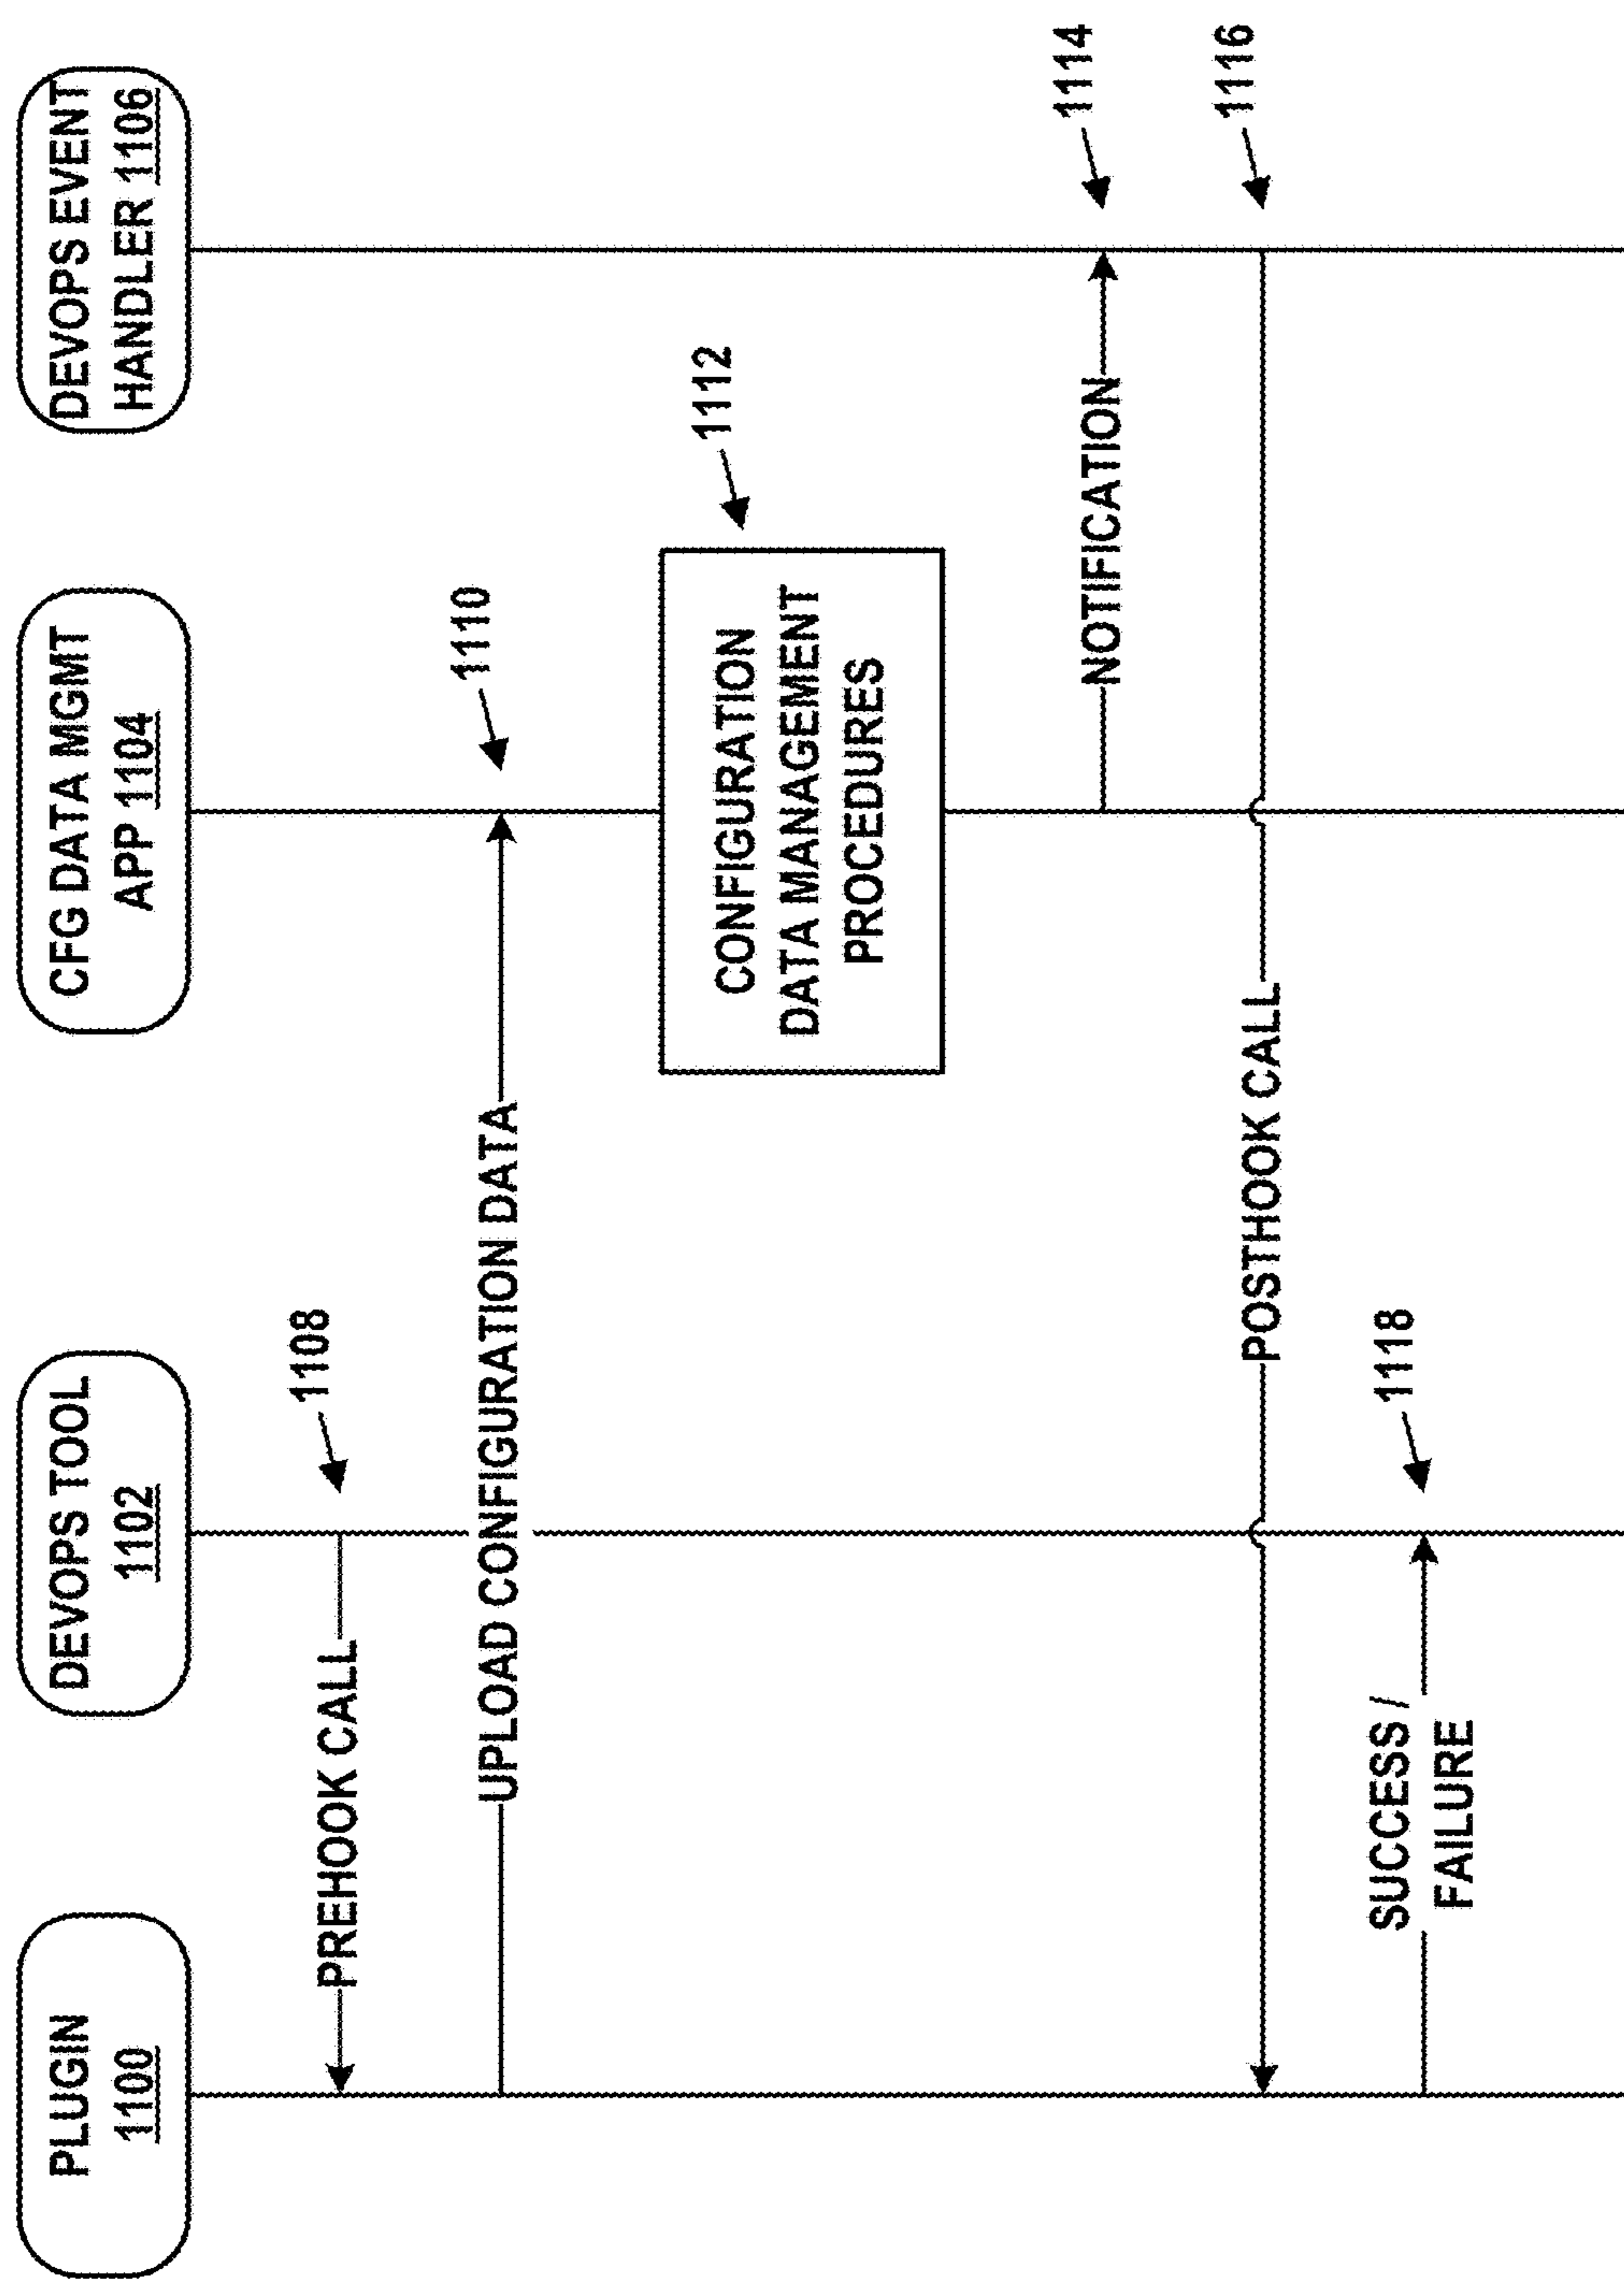 PLUGIN
1100
DEVOPS TOOL
1102
CFG DATA MGMT
APP 1104
DEVOPS EVENT
HANDLER 1106
PREHOOK CALL
1108
UPLOAD CONFIGURATION DATA
1110
CONFIGURATION
DATA MANAGEMENT
PROCEDURES
1112
NOTIFICATION
1114
POSTHOOK CALL
1116
SUCCESS /
FAILURE
1118